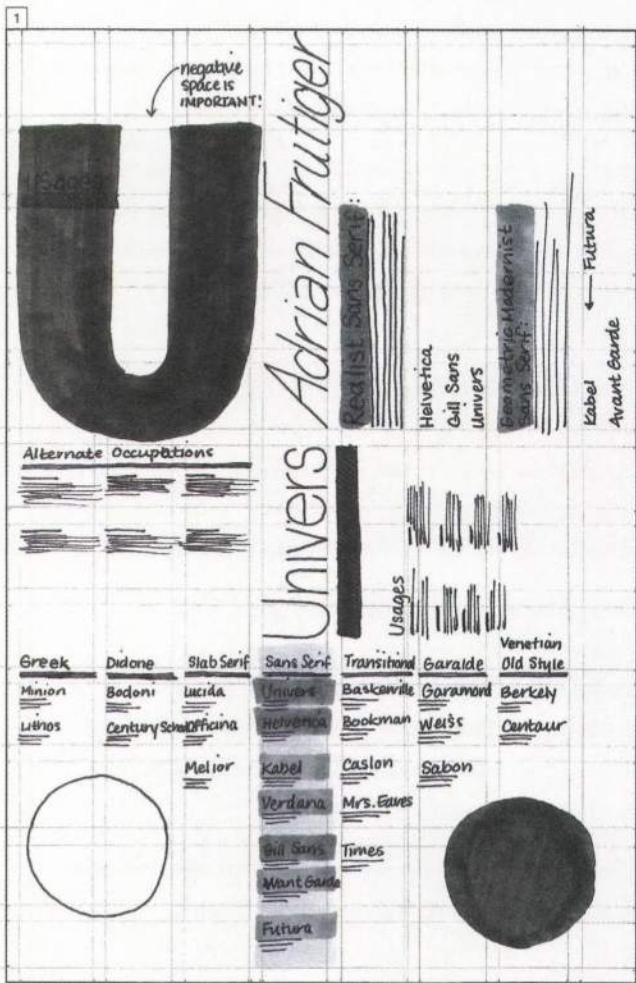 1
negative
space is
IMPORTANT!
U
Usages
Univers Adrian Frutiger
Realist Sans Serif:
Helvetica
Gill Sans
Univers
Geometric Modernist
Sans Serif:
Kabel ← Futura
Avant Garde
Alternate Occupations
Usages
Greek
Minion
Lithos
Didone
Bodoni
Century School
Slab Serif
Lucida
Officina
Melior
Sans Serif
Univers
Helvetica
Kabel
Verdana
Gill Sans
Avant Garde
Futura
Transitional
Baskerville
Bookman
Caslon
Mrs. Eaves
Times
Garalde
Garamond
Weiss
Sabon
Venetian
Old Style
Berkely
Centaur